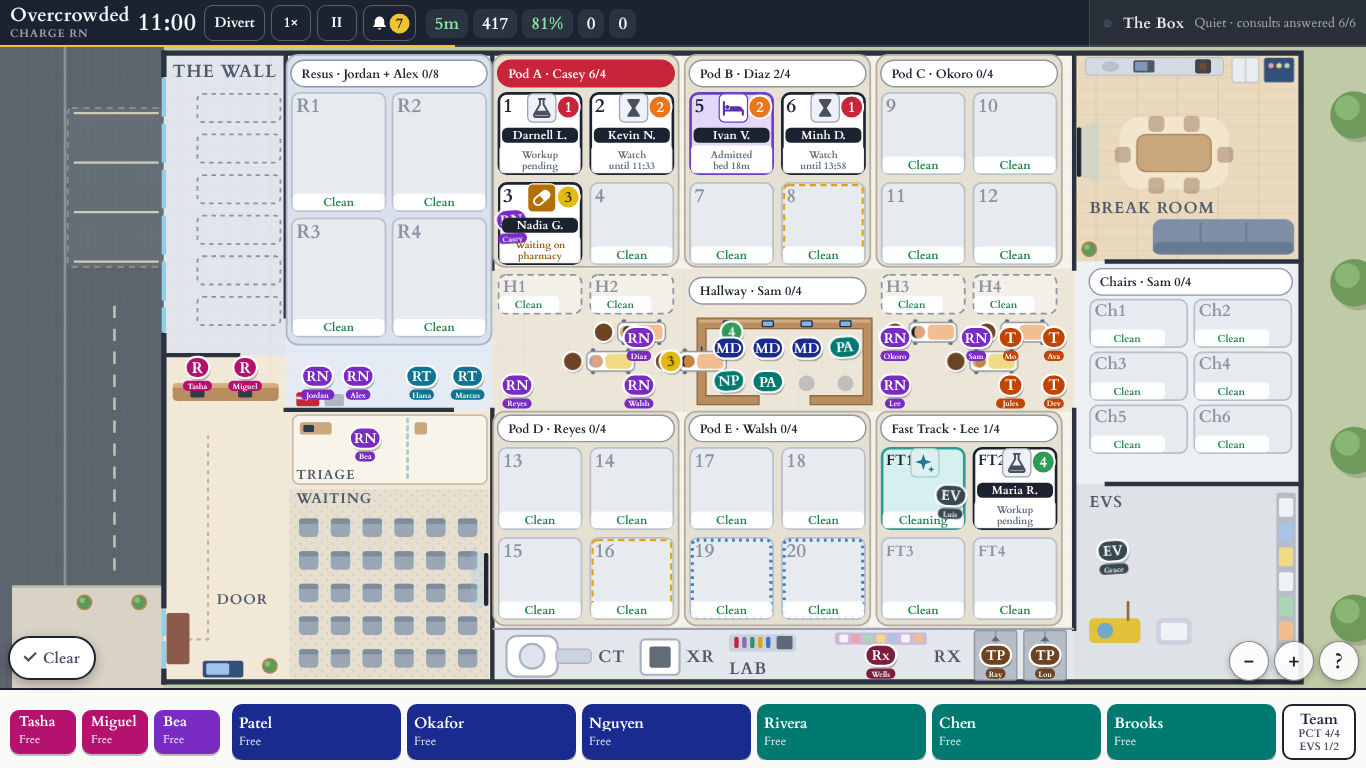 Overcrowded
CHARGE RN
11:00
Divert
1×
II
7
5m
417
81%
0
0
The Box
Quiet · consults answered 6/6
THE WALL
Resus · Jordan + Alex 0/8
R1
Clean
R2
Clean
R3
Clean
R4
Clean
Pod A · Casey 6/4
1
1
Darnell L.
Workup
pending
2
2
Kevin N.
Watch
until 11:33
3
3
RN
Casey
Nadia G.
Waiting on
pharmacy
4
Clean
Pod B · Diaz 2/4
5
2
Ivan V.
Admitted
bed 18m
6
1
Minh D.
Watch
until 13:58
7
Clean
8
Clean
Pod C · Okoro 0/4
9
Clean
10
Clean
11
Clean
12
Clean
BREAK ROOM
H1
Clean
H2
Clean
Hallway · Sam 0/4
H3
Clean
H4
Clean
Chairs · Sam 0/4
Ch1
Clean
Ch2
Clean
Ch3
Clean
Ch4
Clean
Ch5
Clean
Ch6
Clean
R
Tasha
R
Miguel
RN
Jordan
RN
Alex
RT
Hana
RT
Marcus
RN
Reyes
RN
Diaz
RN
Walsh
3
4
MD
MD
MD
PA
NP
PA
RN
Okoro
RN
Sam
T
Mo
T
Ava
RN
Lee
T
Jules
T
Dev
RN
Bea
TRIAGE
WAITING
DOOR
Pod D · Reyes 0/4
13
Clean
14
Clean
15
Clean
16
Clean
Pod E · Walsh 0/4
17
Clean
18
Clean
19
Clean
20
Clean
Fast Track · Lee 1/4
FT1
EV
Luis
Cleaning
FT2
4
Maria R.
Workup
pending
FT3
Clean
FT4
Clean
EVS
EV
Grace
CT
XR
LAB
Rx
Wells
RX
TP
Ray
TP
Lou
Clear
−
+
?
Tasha
Free
Miguel
Free
Bea
Free
Patel
Free
Okafor
Free
Nguyen
Free
Rivera
Free
Chen
Free
Brooks
Free
Team
PCT 4/4
EVS 1/2